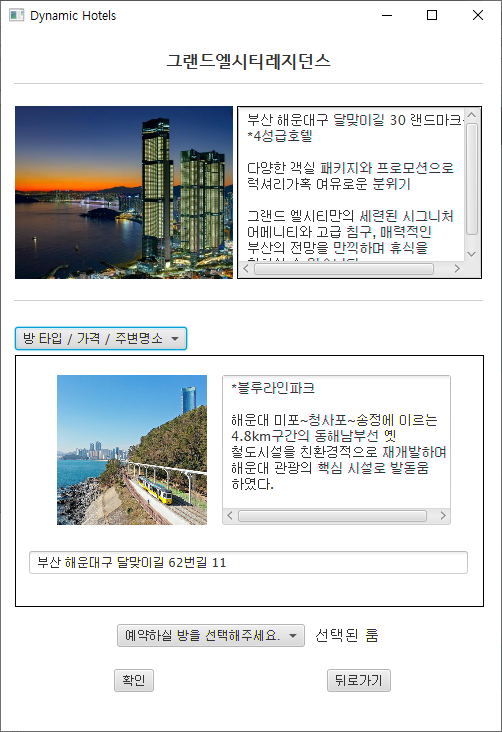 Dynamic Hotels
그랜드엘시티레지던스
부산 해운대구 달맞이길 30 랜드마크
*4성급호텔
다양한 객실 패키지와 프로모션으로
럭셔리가족 여유로운 분위기
그랜드 엘시티만의 세련된 시그니처
어메니티와 고급 침구, 매력적인
부산의 전망을 만끽하며 휴식을
방 타입 / 가격 / 주변명소
*블루라인파크
해운대 미포~청사포~송정에 이르는
4.8km구간의 동해남부선 옛
철도시설을 친환경적으로 재개발하여
해운대 관광의 핵심 시설로 발돋움
하였다.
부산 해운대구 달맞이길 62번길 11
예약하실 방을 선택해주세요.
선택된 룸
확인
뒤로가기